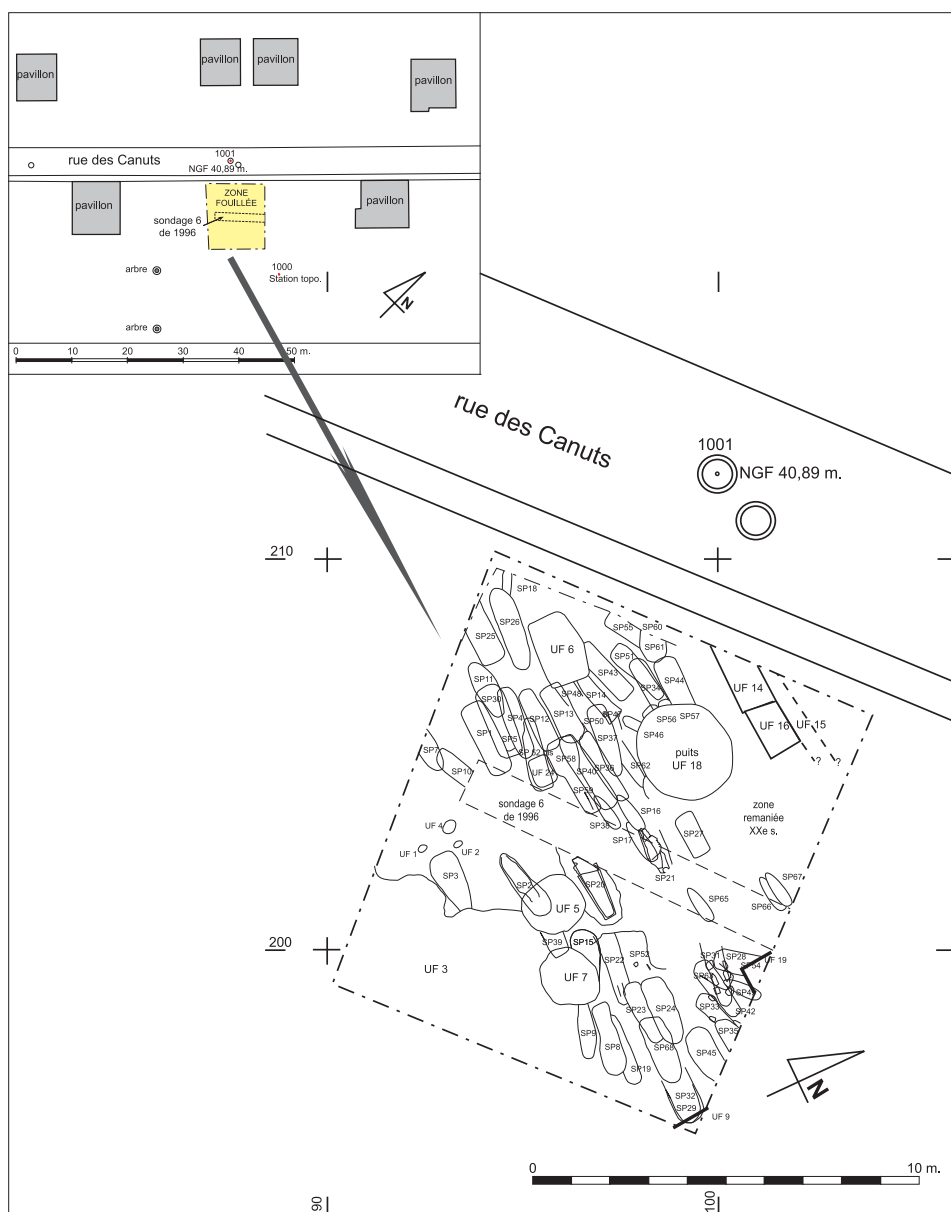 pavillon
pavillon
pavillon
pavillon
1001
rue des Canuts
NGF 40,89 m.
pavillon
ZONE
FOUILLÉE
pavillon
sondage 6
de 1996
arbre
1000
Station topo.
N
arbre
0 10 20 30 40 50 m.
rue des Canuts
1001
NGF 40,89 m.
210
SP18
SP26
SP25
SP55
SP60
UF 6
SP61
SP51
SP43
SP11
SP34
SP44
UF 14
SP30
SP48
SP14
SP4
SP12
SP13
SP50
SP47
SP56
SP57
UF 16
UF 15
SP1
SP5
SP37
SP46
SP7
SP58
puits
UF 18
SP10
UF 24
SP40
SP36
SP62
? ?
SP59
sondage 6
de 1996
SP38
SP16
zone
remaniée
XXe s.
UF 4
SP17
SP27
UF 1
UF 2
SP3
SP2
SP20
SP21
SP67
SP66
SP65
UF 5
200
SP39
SP15
SP22
SP52
SP31
SP28
UF 19
SP54
UF 3
UF 7
SP49
SP23
SP24
SP33
SP42
SP9
SP35
SP8
SP68
SP45
SP19
SP32
SP29
UF 9
N
0 10 m.
90
100